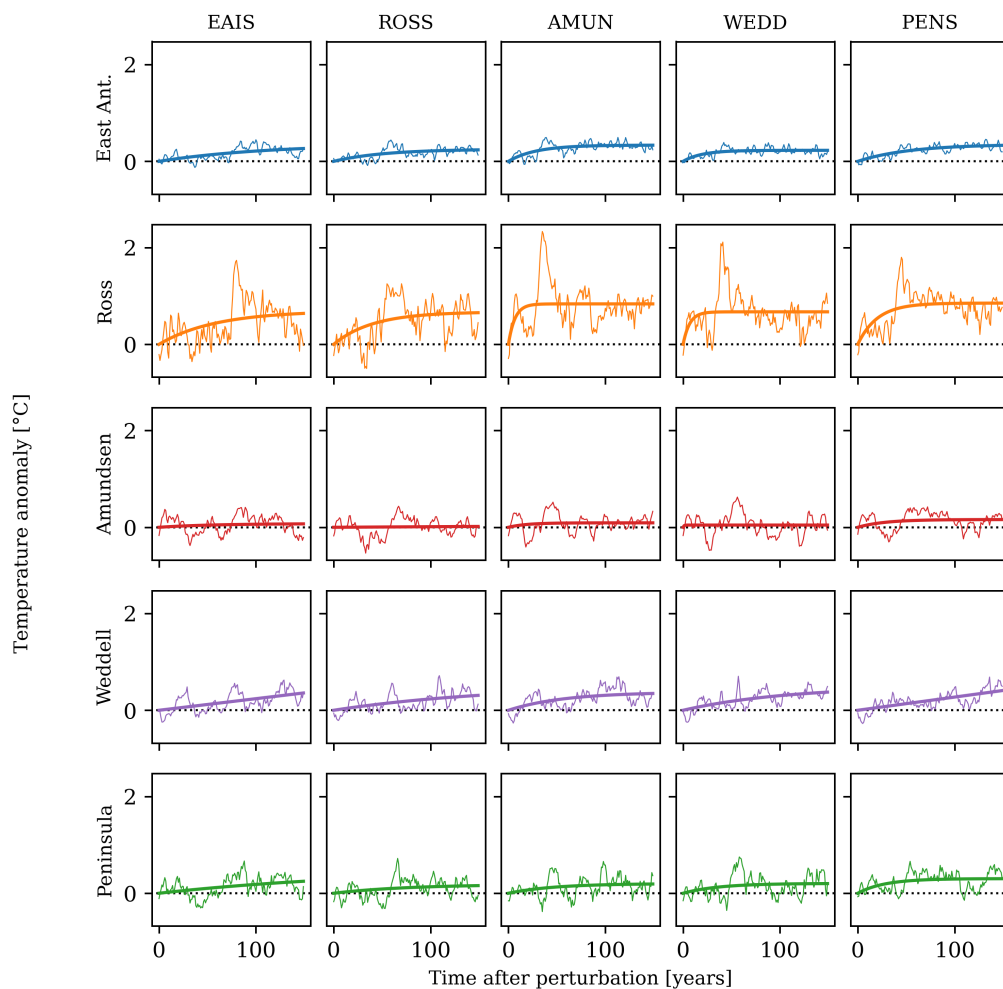 EAIS ROSS AMUN WEDD PENS
East Ant.
2
0
Ross
2
0
Temperature anomaly [°C]
Amundsen
2
0
Weddell
2
0
Peninsula
2
0
0 100 0 100 0 100 0 100 0 100
Time after perturbation [years]